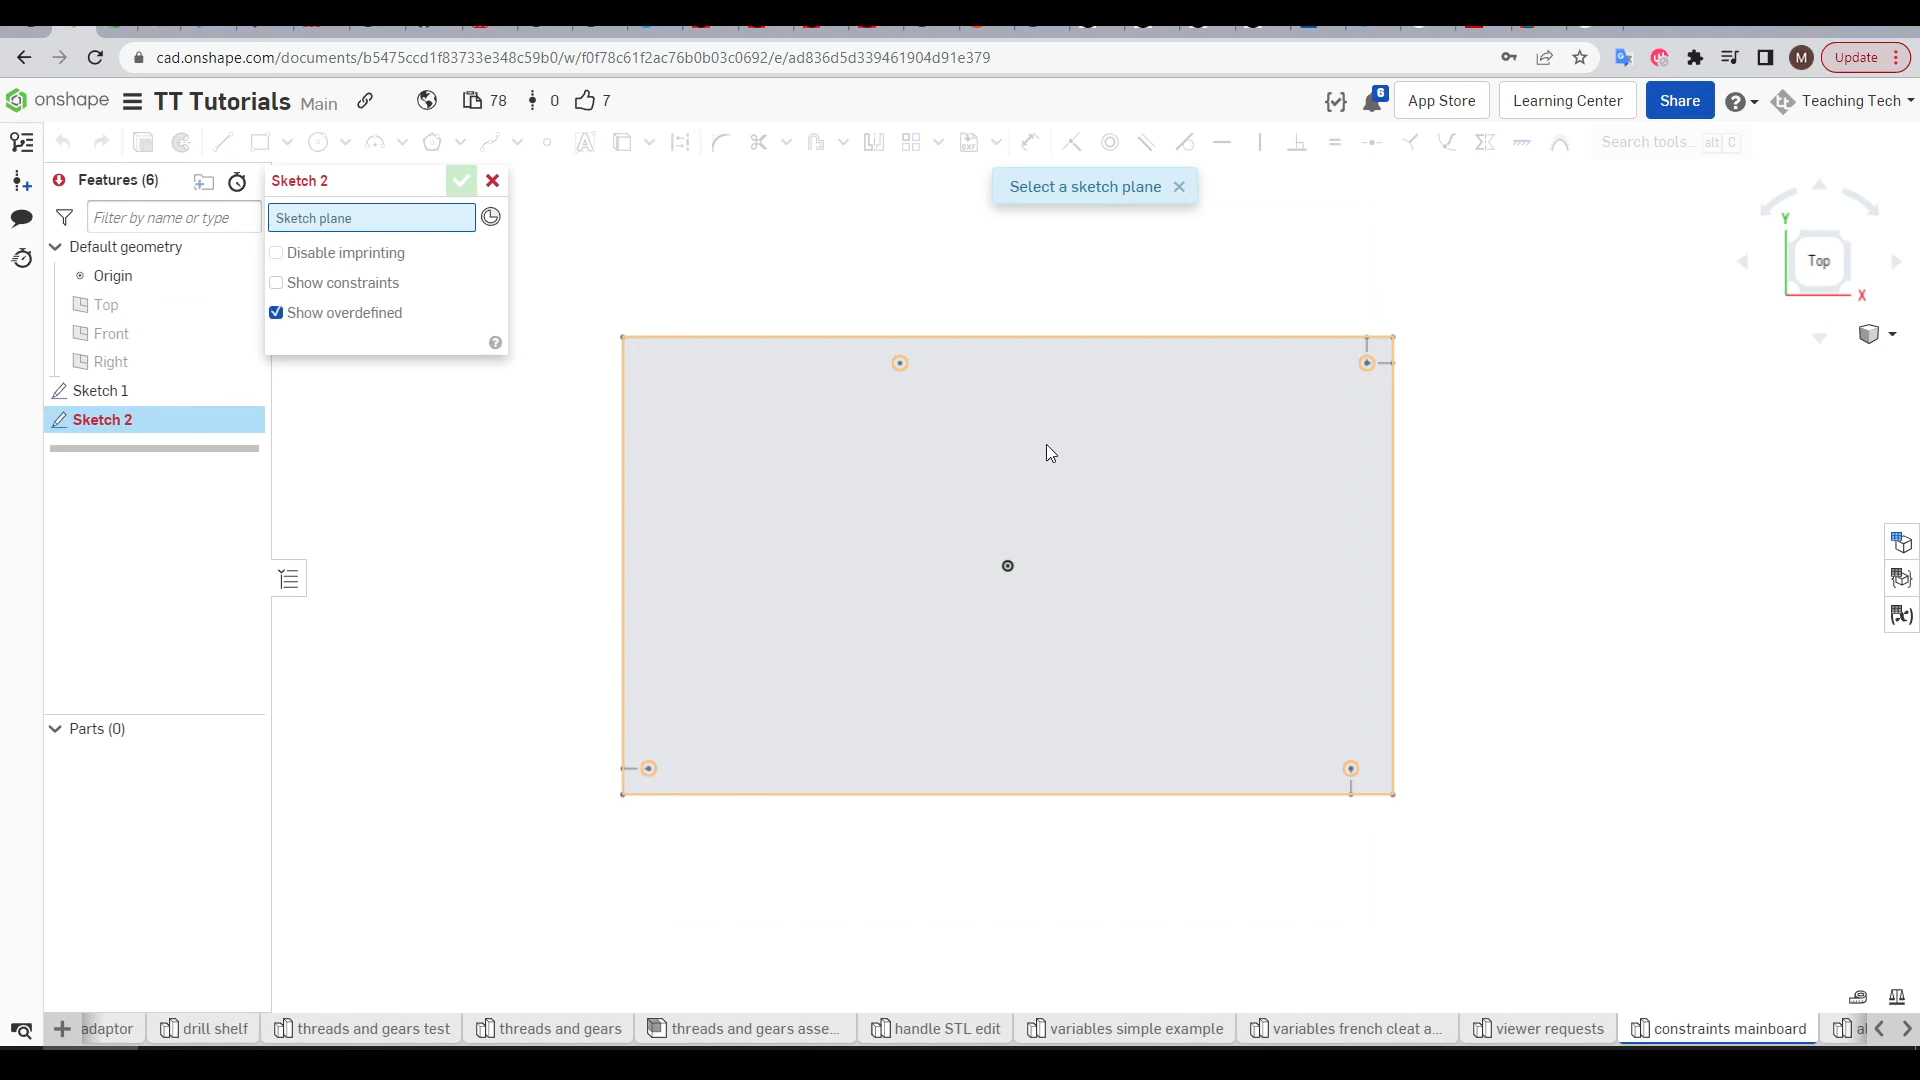 cad.onshape.com/documents/b5475ccd1f83733e348c59b0/w/f0f78c61f2ac76b0b03c0692/e/ad836d5d339461904d91e379
M
Update
onshape
TT Tutorials Main
78
0
7
6
App Store
Learning Center
Share
Teaching Tech
Search tools... alt C
Features (6)
Filter by name or type
Default geometry
Origin
Top
Front
Right
Sketch 1
Sketch 2
Parts (0)
Sketch 2
Sketch plane
Disable imprinting
Show constraints
Show overdefined
Select a sketch plane
Y
Top
X
adaptor
drill shelf
threads and gears test
threads and gears
threads and gears asse...
handle STL edit
variables simple example
variables french cleat a...
viewer requests
constraints mainboard